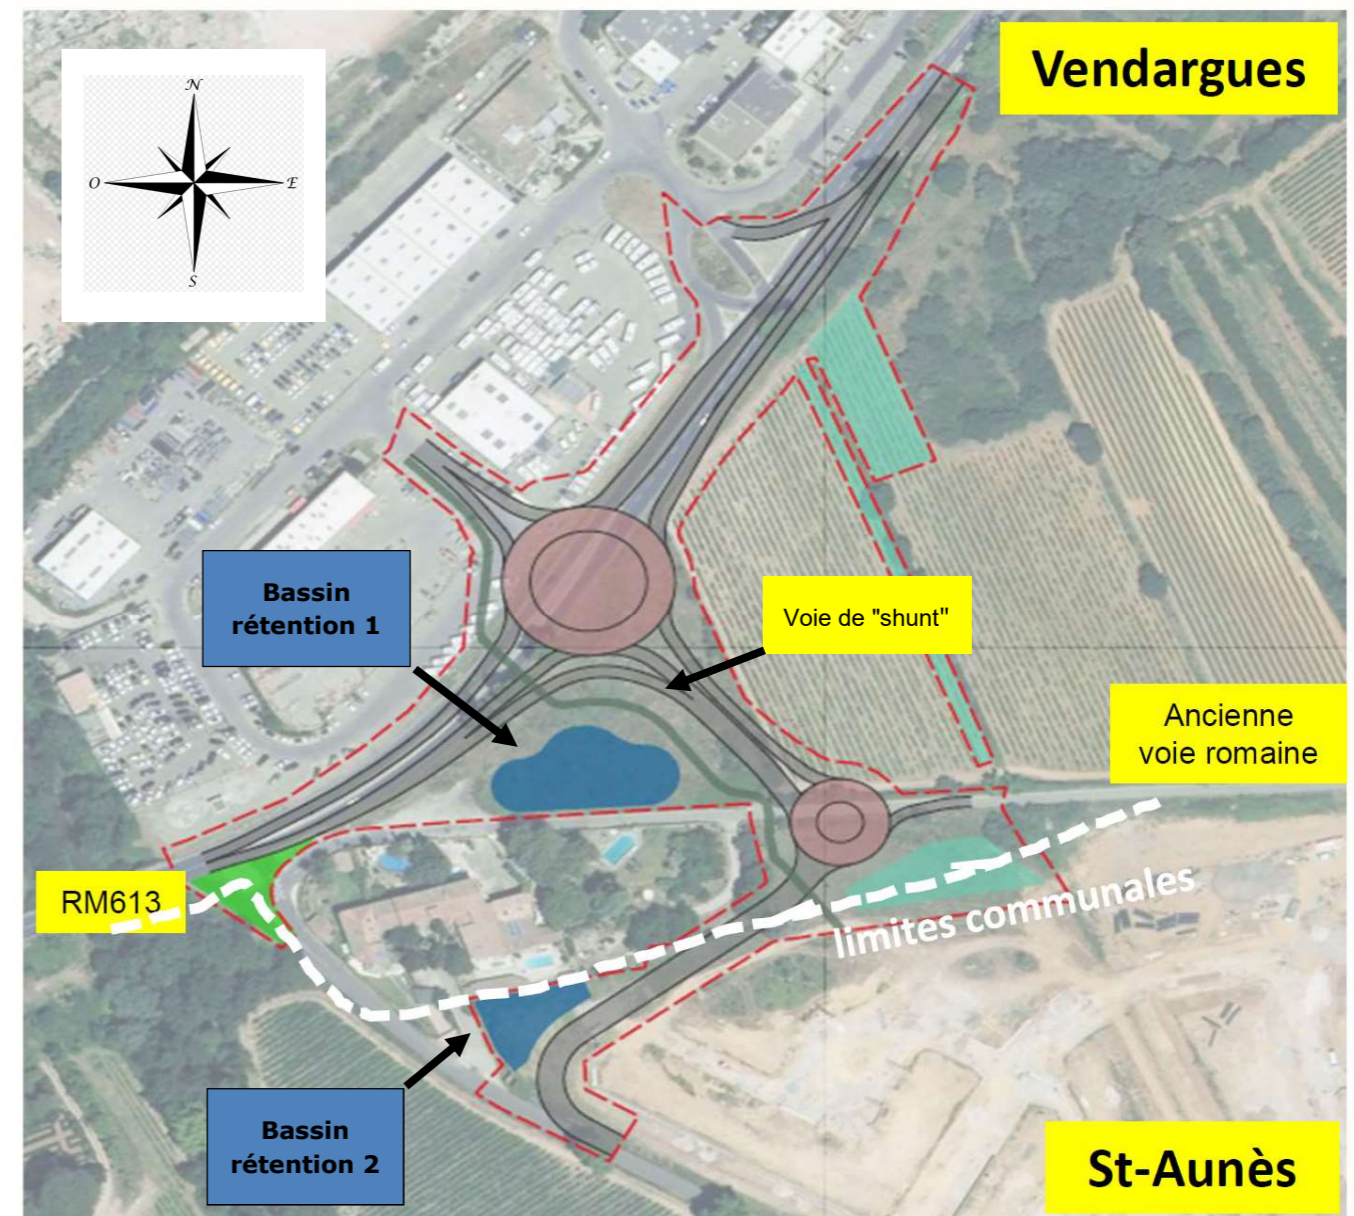 Vendargues
N
O
E
S
Bassin
rétention 1
Voie de "shunt"
Ancienne
voie romaine
RM613
limites communales
Bassin
rétention 2
St-Aunès